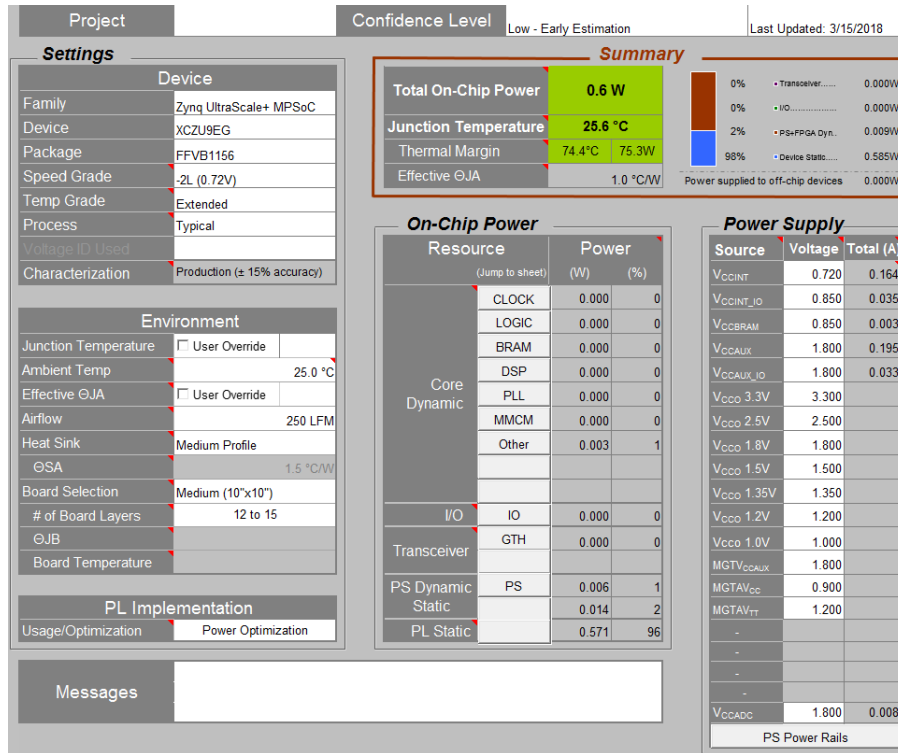 Project Confidence Level Low - Early Estimation Last Updated: 3/15/2018
Settings
Device
Family Zynq UltraScale+ MPSoC
Device XCZU9EG
Package FFVB1156
Speed Grade -2L (0.72V)
Temp Grade Extended
Process Typical
Voltage ID Used
Characterization Production (± 15% accuracy)
Environment
Junction Temperature User Override
Ambient Temp 25.0 °C
Effective ΘJA User Override
Airflow 250 LFM
Heat Sink Medium Profile
ΘSA 1.5 °C/W
Board Selection Medium (10"x10")
# of Board Layers 12 to 15
ΘJB
Board Temperature
PL Implementation
Usage/Optimization Power Optimization
Messages
Summary
Total On-Chip Power 0.6 W
Junction Temperature 25.6 °C
Thermal Margin 74.4°C 75.3W
Effective ΘJA 1.0 °C/W
0% Transceiver...... 0.000W
0% I/O................. 0.000W
2% PS+FPGA Dyn.. 0.009W
98% Device Static..... 0.585W
Power supplied to off-chip devices 0.000W
On-Chip Power
Resource Power
(Jump to sheet) (W) (%)
Core Dynamic
CLOCK 0.000 0
LOGIC 0.000 0
BRAM 0.000 0
DSP 0.000 0
PLL 0.000 0
MMCM 0.000 0
Other 0.003 1
I/O IO 0.000 0
Transceiver GTH 0.000 0
PS Dynamic PS 0.006 1
Static 0.014 2
PL Static 0.571 96
Power Supply
Source Voltage Total (A)
VCCINT 0.720 0.164
VCCINT_IO 0.850 0.035
VCCBRAM 0.850 0.003
VCCAUX 1.800 0.195
VCCAUX_IO 1.800 0.033
VCCO 3.3V 3.300
VCCO 2.5V 2.500
VCCO 1.8V 1.800
VCCO 1.5V 1.500
VCCO 1.35V 1.350
VCCO 1.2V 1.200
Vcco 1.0V 1.000
MGTVCCAUX 1.800
MGTAVCC 0.900
MGTAVTT 1.200
-
-
-
-
VCCADC 1.800 0.008
PS Power Rails